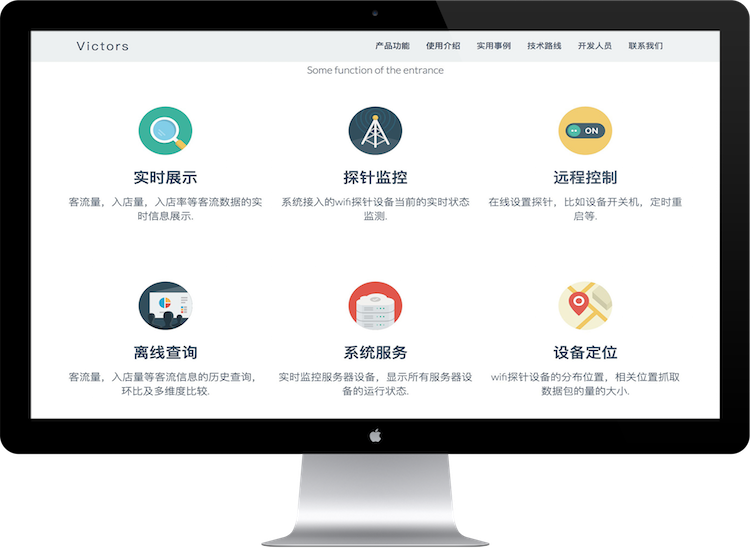 Victors
产品功能 使用介绍 实用事例 技术路线 开发人员 联系我们
Some function of the entrance
ON
实时展示
探针监控
远程控制
客流量，入店量，入店率等客流数据的实
时信息展示.
系统接入的wifi探针设备当前的实时状态
监测.
在线设置探针，比如设备开关机，定时重
启等.
离线查询
系统服务
设备定位
客流量，入店量等客流信息的历史查询，
环比及多维度比较.
实时监控服务器设备，显示所有服务器设
备的运行状态.
wifi探针设备的分布位置，相关位置抓取
数据包的量的大小.